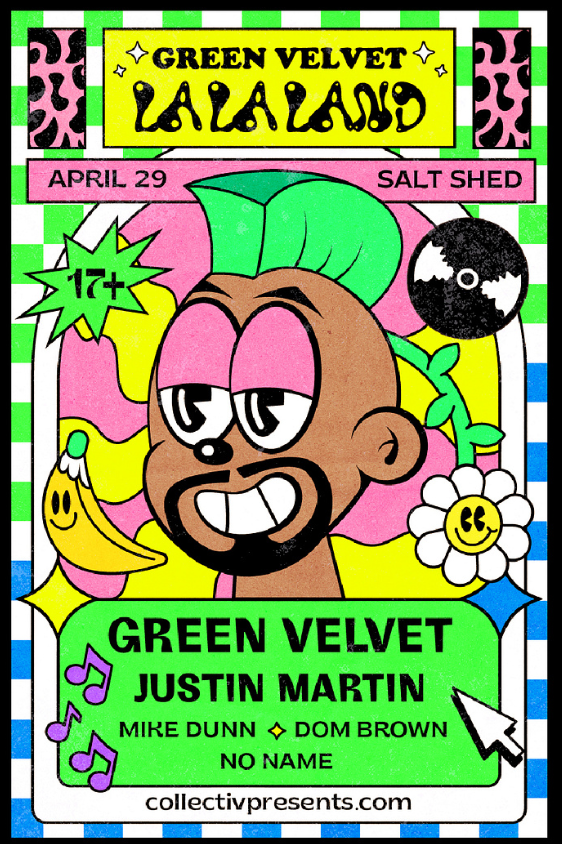 GREEN VELVET
LA LA LAND
APRIL 29
SALT SHED
17+
GREEN VELVET
JUSTIN MARTIN
MIKE DUNN ✦ DOM BROWN
NO NAME
collectivpresents.com